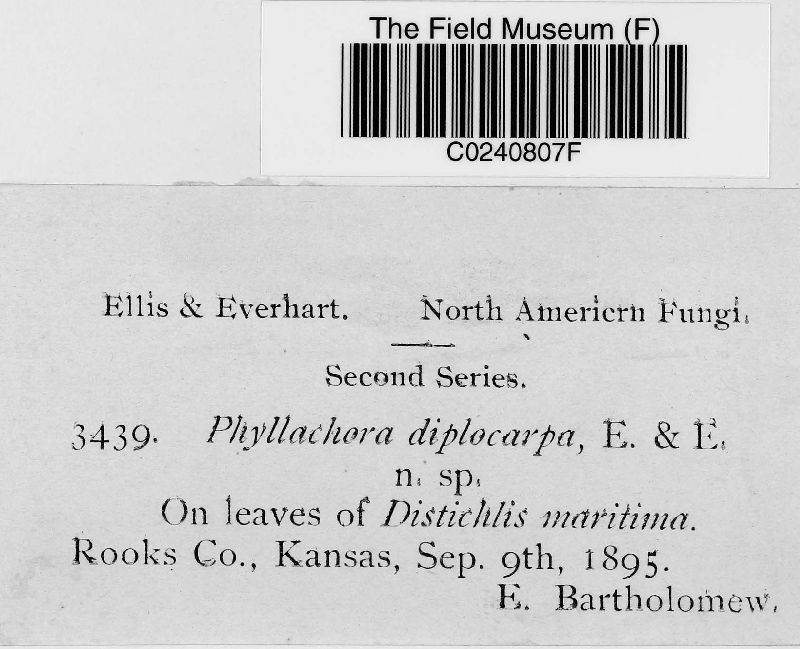 The Field Museum (F)
C0240807F
Ellis & Everhart. North Americrn Fungi.
Second Series.
3439. Phyllachora diplocarpa, E. & E.
n. sp.
On leaves of Distichlis maritima.
Rooks Co., Kansas, Sep. 9th, 1895.
E. Bartholomew.